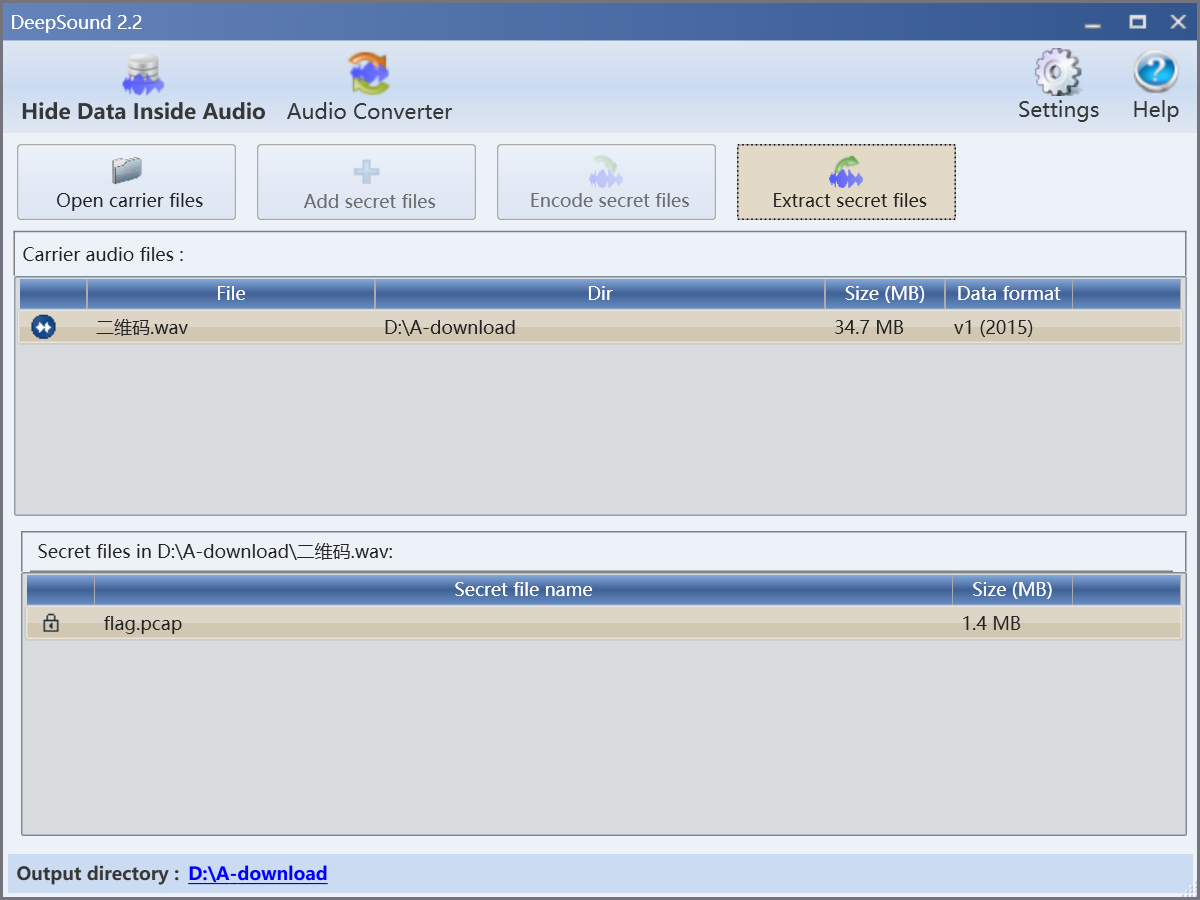 DeepSound 2.2
Hide Data Inside Audio Audio Converter Settings Help
Open carrier files Add secret files Encode secret files Extract secret files
Carrier audio files :
File Dir Size (MB) Data format
二维码.wav D:\A-download 34.7 MB v1 (2015)
Secret files in D:\A-download\二维码.wav:
Secret file name Size (MB)
flag.pcap 1.4 MB
Output directory : D:\A-download